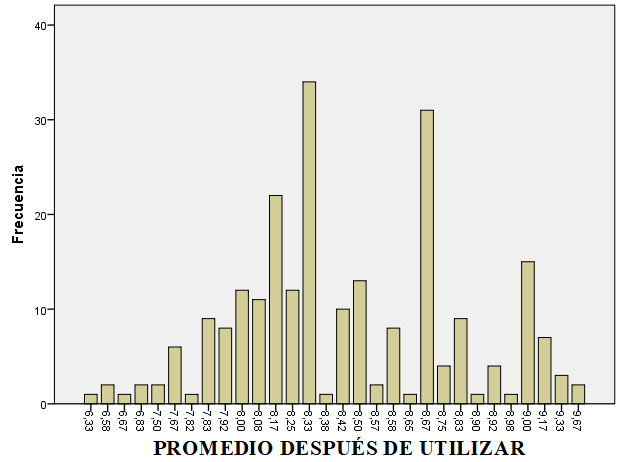 40
30
20
10
0
Frecuencia
6,33 6,58 6,67 6,83 7,50 7,67 7,82 7,83 7,92 8,00 8,08 8,17 8,25 8,33 8,38 8,42 8,50 8,57 8,58 8,65 8,67 8,75 8,83 8,90 8,92 8,98 9,00 9,17 9,33 9,67
PROMEDIO DESPUÉS DE UTILIZAR